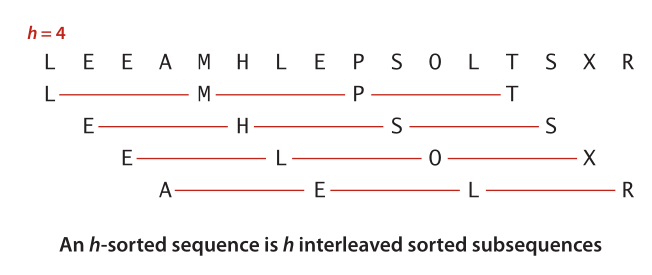 h = 4
L E E A M H L E P S O L T S X R
L M P T
E H S S
E L O X
A E L R
An h-sorted sequence is h interleaved sorted subsequences